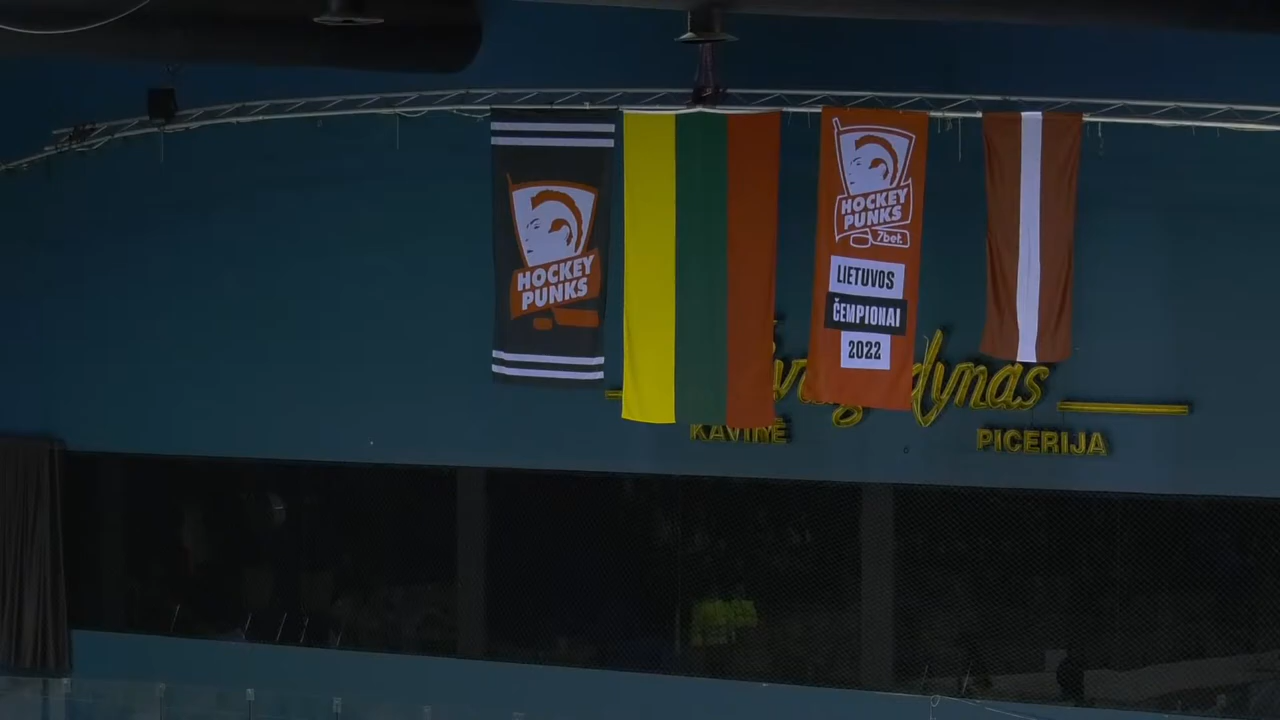 HOCKEY
PUNKS
HOCKEY
PUNKS
7bet.
LIETUVOS
ČEMPIONAI
2022
KAVINĖ
PICERIJA